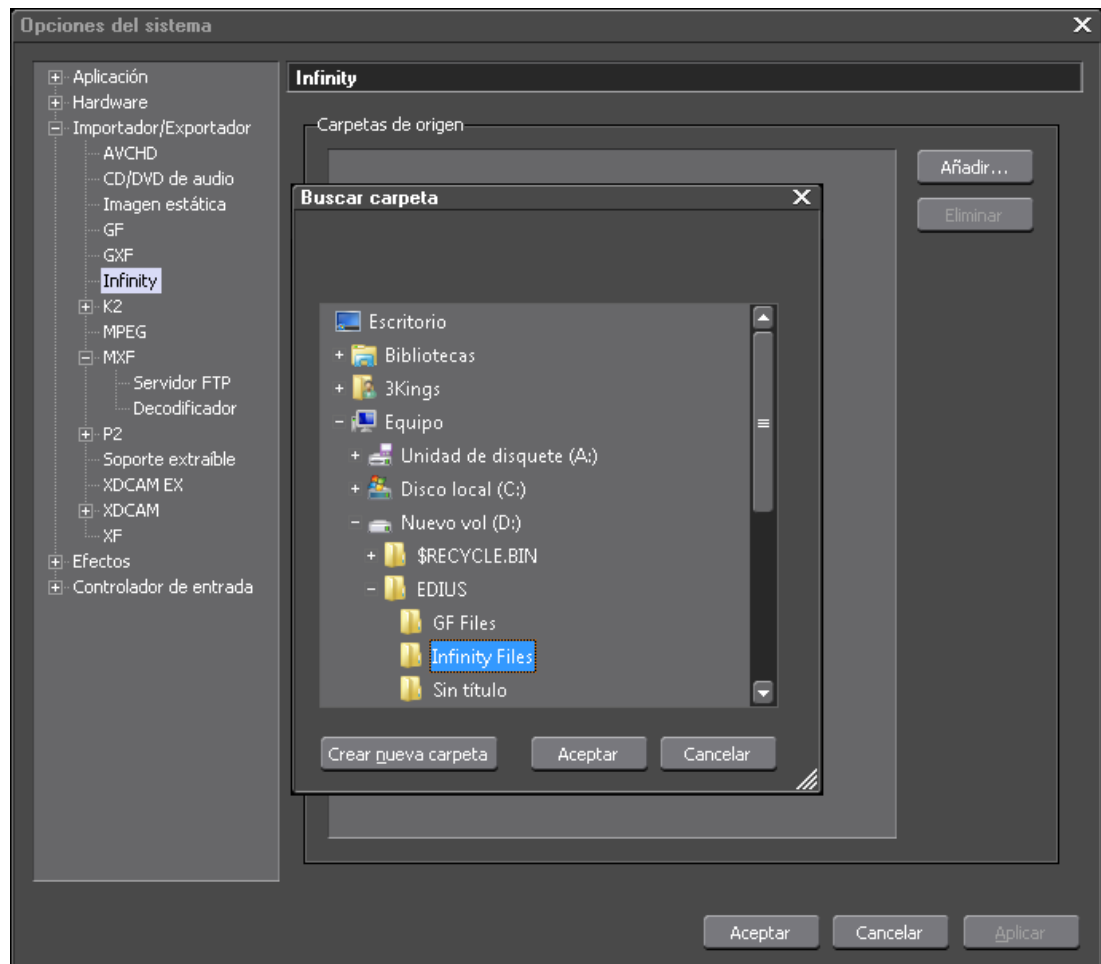 Opciones del sistema
Aplicación
Hardware
Importador/Exportador
AVCHD
CD/DVD de audio
Imagen estática
GF
GXF
Infinity
K2
MPEG
MXF
Servidor FTP
Decodificador
P2
Soporte extraíble
XDCAM EX
XDCAM
XF
Efectos
Controlador de entrada
Infinity
Carpetas de origen
Añadir...
Eliminar
Buscar carpeta
Escritorio
Bibliotecas
3Kings
Equipo
Unidad de disquete (A:)
Disco local (C:)
Nuevo vol (D:)
$RECYCLE.BIN
EDIUS
GF Files
Infinity Files
Sin título
Crear nueva carpeta Aceptar Cancelar
Aceptar Cancelar Aplicar